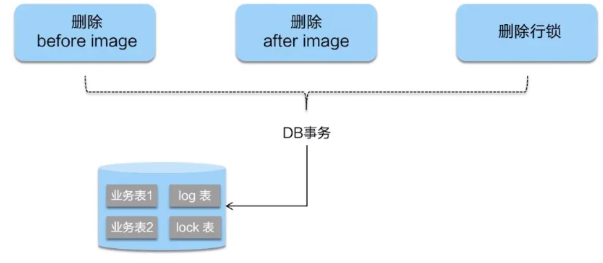 删除
before image
删除
after image
删除行锁
DB事务
业务表1
log 表
业务表2
lock 表